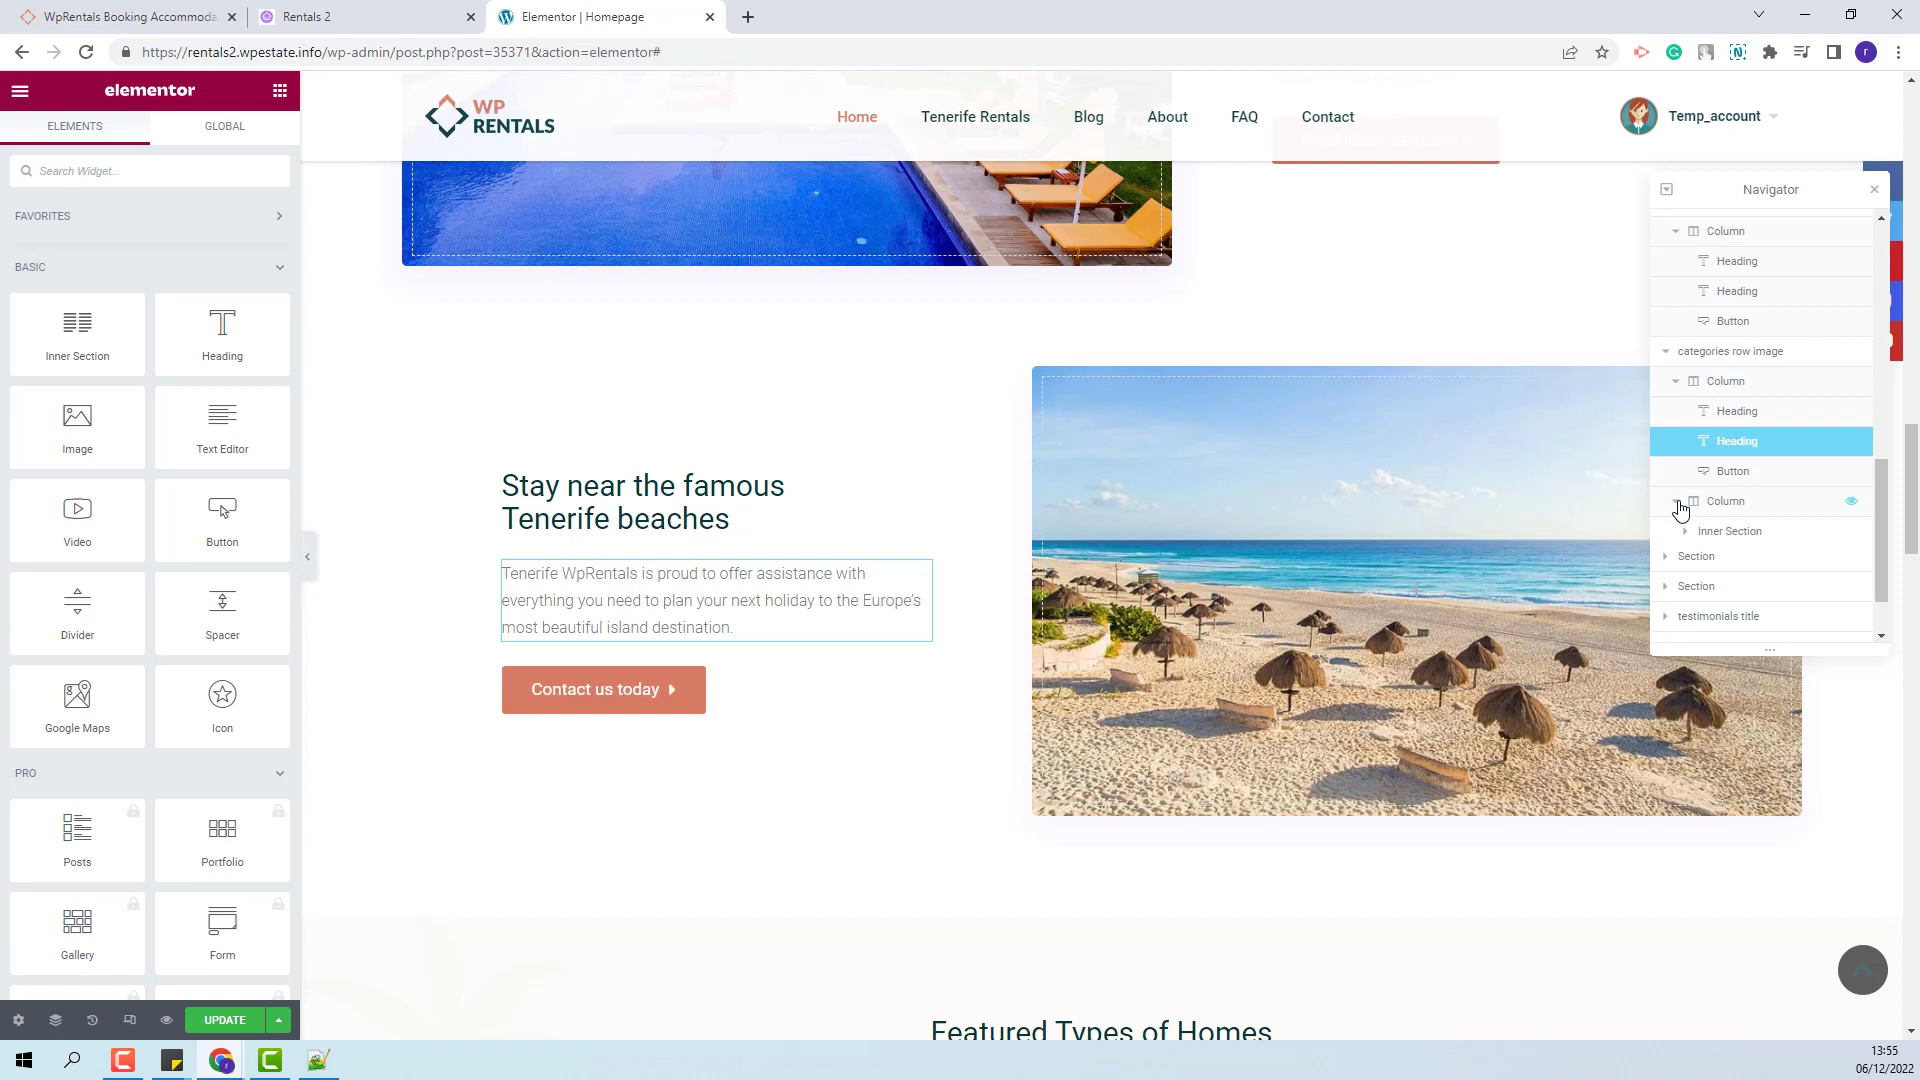 WpRentals Booking Accommoda
Rentals 2
Elementor | Homepage
https://rentals2.wpestate.info/wp-admin/post.php?post=35371&action=elementor#
r
elementor
ELEMENTS
GLOBAL
Search Widget...
FAVORITES
BASIC
Inner Section
Heading
Image
Text Editor
Video
Button
Divider
Spacer
Google Maps
Icon
PRO
Posts
Portfolio
Gallery
Form
UPDATE
WP
RENTALS
Home
Tenerife Rentals
Blog
About
FAQ
Contact
Temp_account
Stay near the famous
Tenerife beaches
Tenerife WpRentals is proud to offer assistance with
everything you need to plan your next holiday to the Europe's
most beautiful island destination.
Contact us today
Featured Types of Homes
Navigator
Column
Heading
Heading
Button
categories row image
Column
Heading
Heading
Button
Column
Inner Section
Section
Section
testimonials title
13:55
06/12/2022